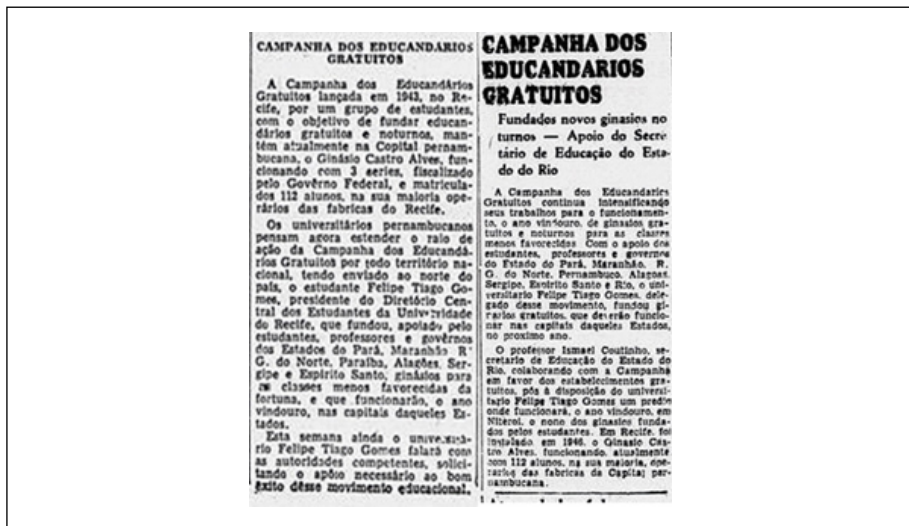 CAMPANHA DOS EDUCANDARIOS
GRATUITOS
A Campanha dos Educandários
Gratuitos lançada em 1943, no Re-
cife, por um grupo de estudantes,
com o objetivo de fundar educan-
dários gratuitos e noturnos, man-
tém atualmente na Copital pernam-
bucana, o Ginásio Castro Alves, fun-
cionando com 3 series, fiscalizado
pelo Govêrno Federal, e matricula-
dos 112 alunos, na sua maioria ope-
rários das fabricas do Recife.
Os universitários pernambucanos
pensam agora estender o raio de
ação da Campanha dos Educandá-
rios Gratuitos por todo território na-
cional, tendo enviado ao norte do
país, o estudante Felipe Tiago Go-
mes, presidente do Diretório Cen-
tral dos Estudantes da Universidade
do Recife, que fundou, apoiado pelo
estudantes, professores e govêrnos
dos Estados do Pará, Maranhão R'
G. do Norte, Paraíba, Alagôes, Ser-
gipe e Espirito Santo, ginásios para
as classes menos favorecidas da
fortuna, e que funcionarão, o ano
vindouro, nas capitais daqueles Es-
tados.
Esta semana ainda o universitá-
rio Felipe Tiago Gomes falará com
as autoridades competentes, solici-
tando o apôio necessário ao bom
êxito dêsse movimento educacional.
CAMPANHA DOS
EDUCANDARIOS
GRATUITOS
Fundados novos ginasios no
turnos — Apoio do Secre-
tário de Educação do Esta-
do do Rio
A Campanha dos Educandarios
Gratuitos continua intensificando
seus trabalhos para o funcionamen-
to, o ano vindouro, de ginasios gra-
tuitos e noturnos para as classes
menos favorecidas Com o apoio dos
estudantes, professores e governos
do Estado do Pará, Maranhão, R.
G. do Norte, Pernambuco, Alagoas,
Sergipe, Espirito Santo e Rio, o uni-
versitario Felipe Tiago Gomes, dele-
gado desse movimento, fundou gi-
nasios gratuitos, que deverão funcio-
nar nas capitais daqueles Estados,
no proximo ano.
O professor Ismael Coutinho, se-
cretario de Educação do Estado do
Rio, colaborando com a Campanha
em favor dos estabelecimentos gra-
tuitos, pôs à disposição do universi-
tario Felipe Tiago Gomes um predio
onde funcionará, o ano vindouro, em
Niteroi, o nono dos ginasios funda-
dos pelos estudantes. Em Recife, foi
instalado em 1946, o Ginasio Cas-
tro Alves, funcionando, atualmente
com 112 alunos, na sua maioria, ope-
rarios das fabricas da Capital per-
nambucana.